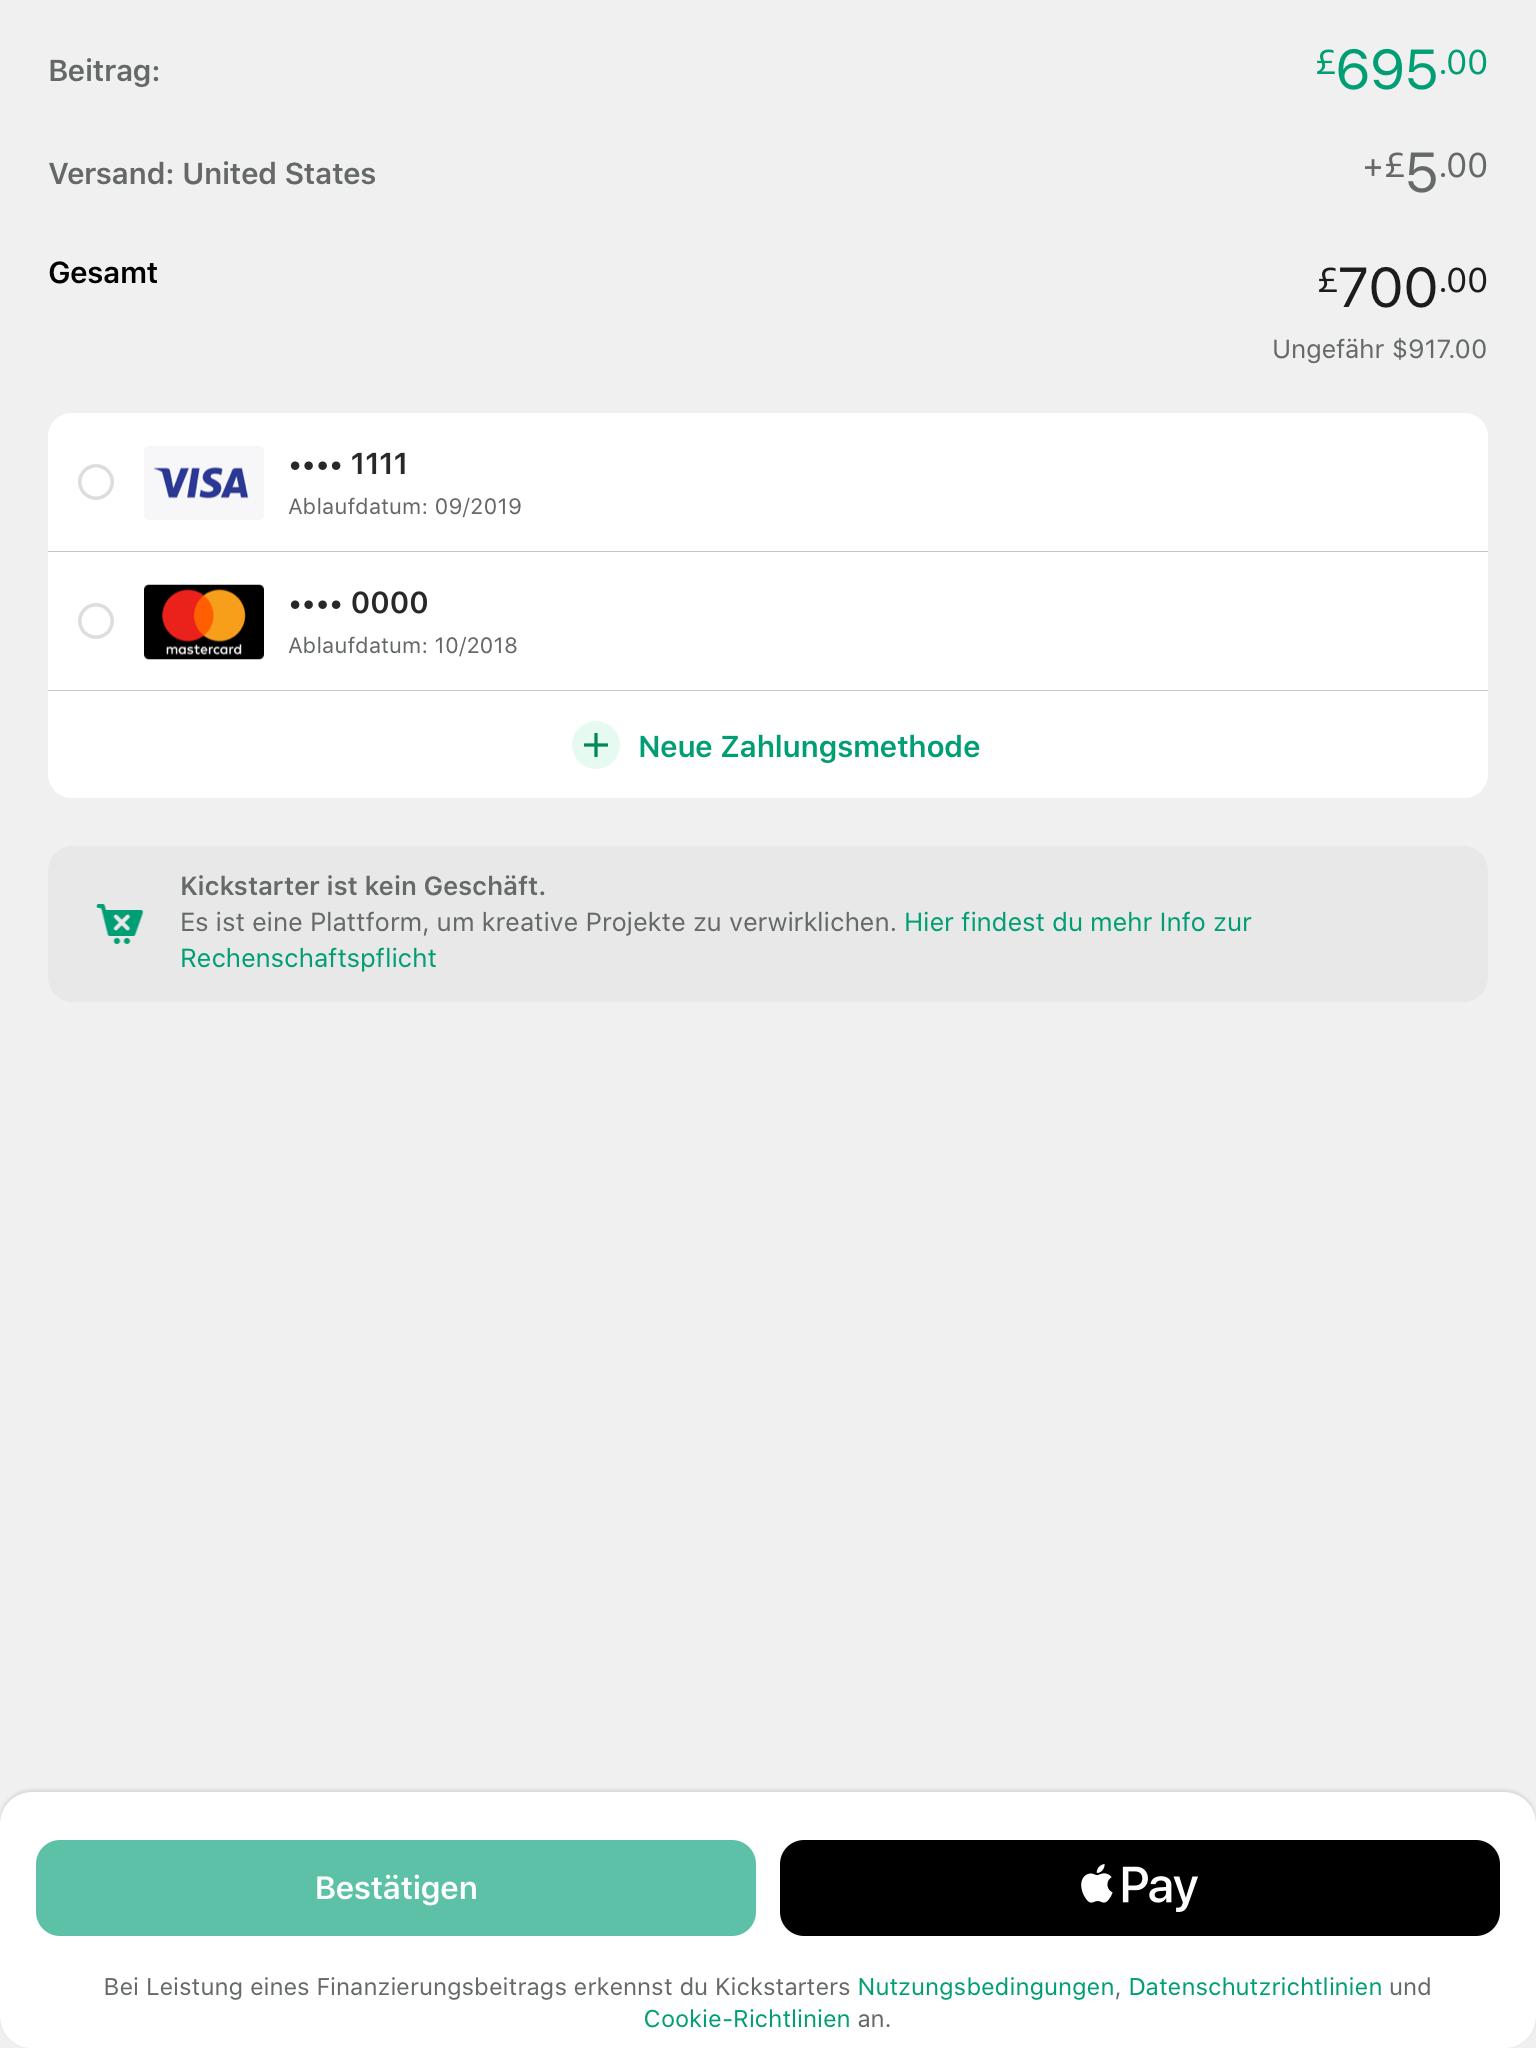 Beitrag:
£695.00
Versand: United States
+£5.00
Gesamt
£700.00
Ungefähr $917.00
VISA
•••• 1111
Ablaufdatum: 09/2019
mastercard
•••• 0000
Ablaufdatum: 10/2018
+ Neue Zahlungsmethode
Kickstarter ist kein Geschäft.
Es ist eine Plattform, um kreative Projekte zu verwirklichen. Hier findest du mehr Info zur
Rechenschaftspflicht
Bestätigen
Pay
Bei Leistung eines Finanzierungsbeitrags erkennst du Kickstarters Nutzungsbedingungen, Datenschutzrichtlinien und
Cookie-Richtlinien an.